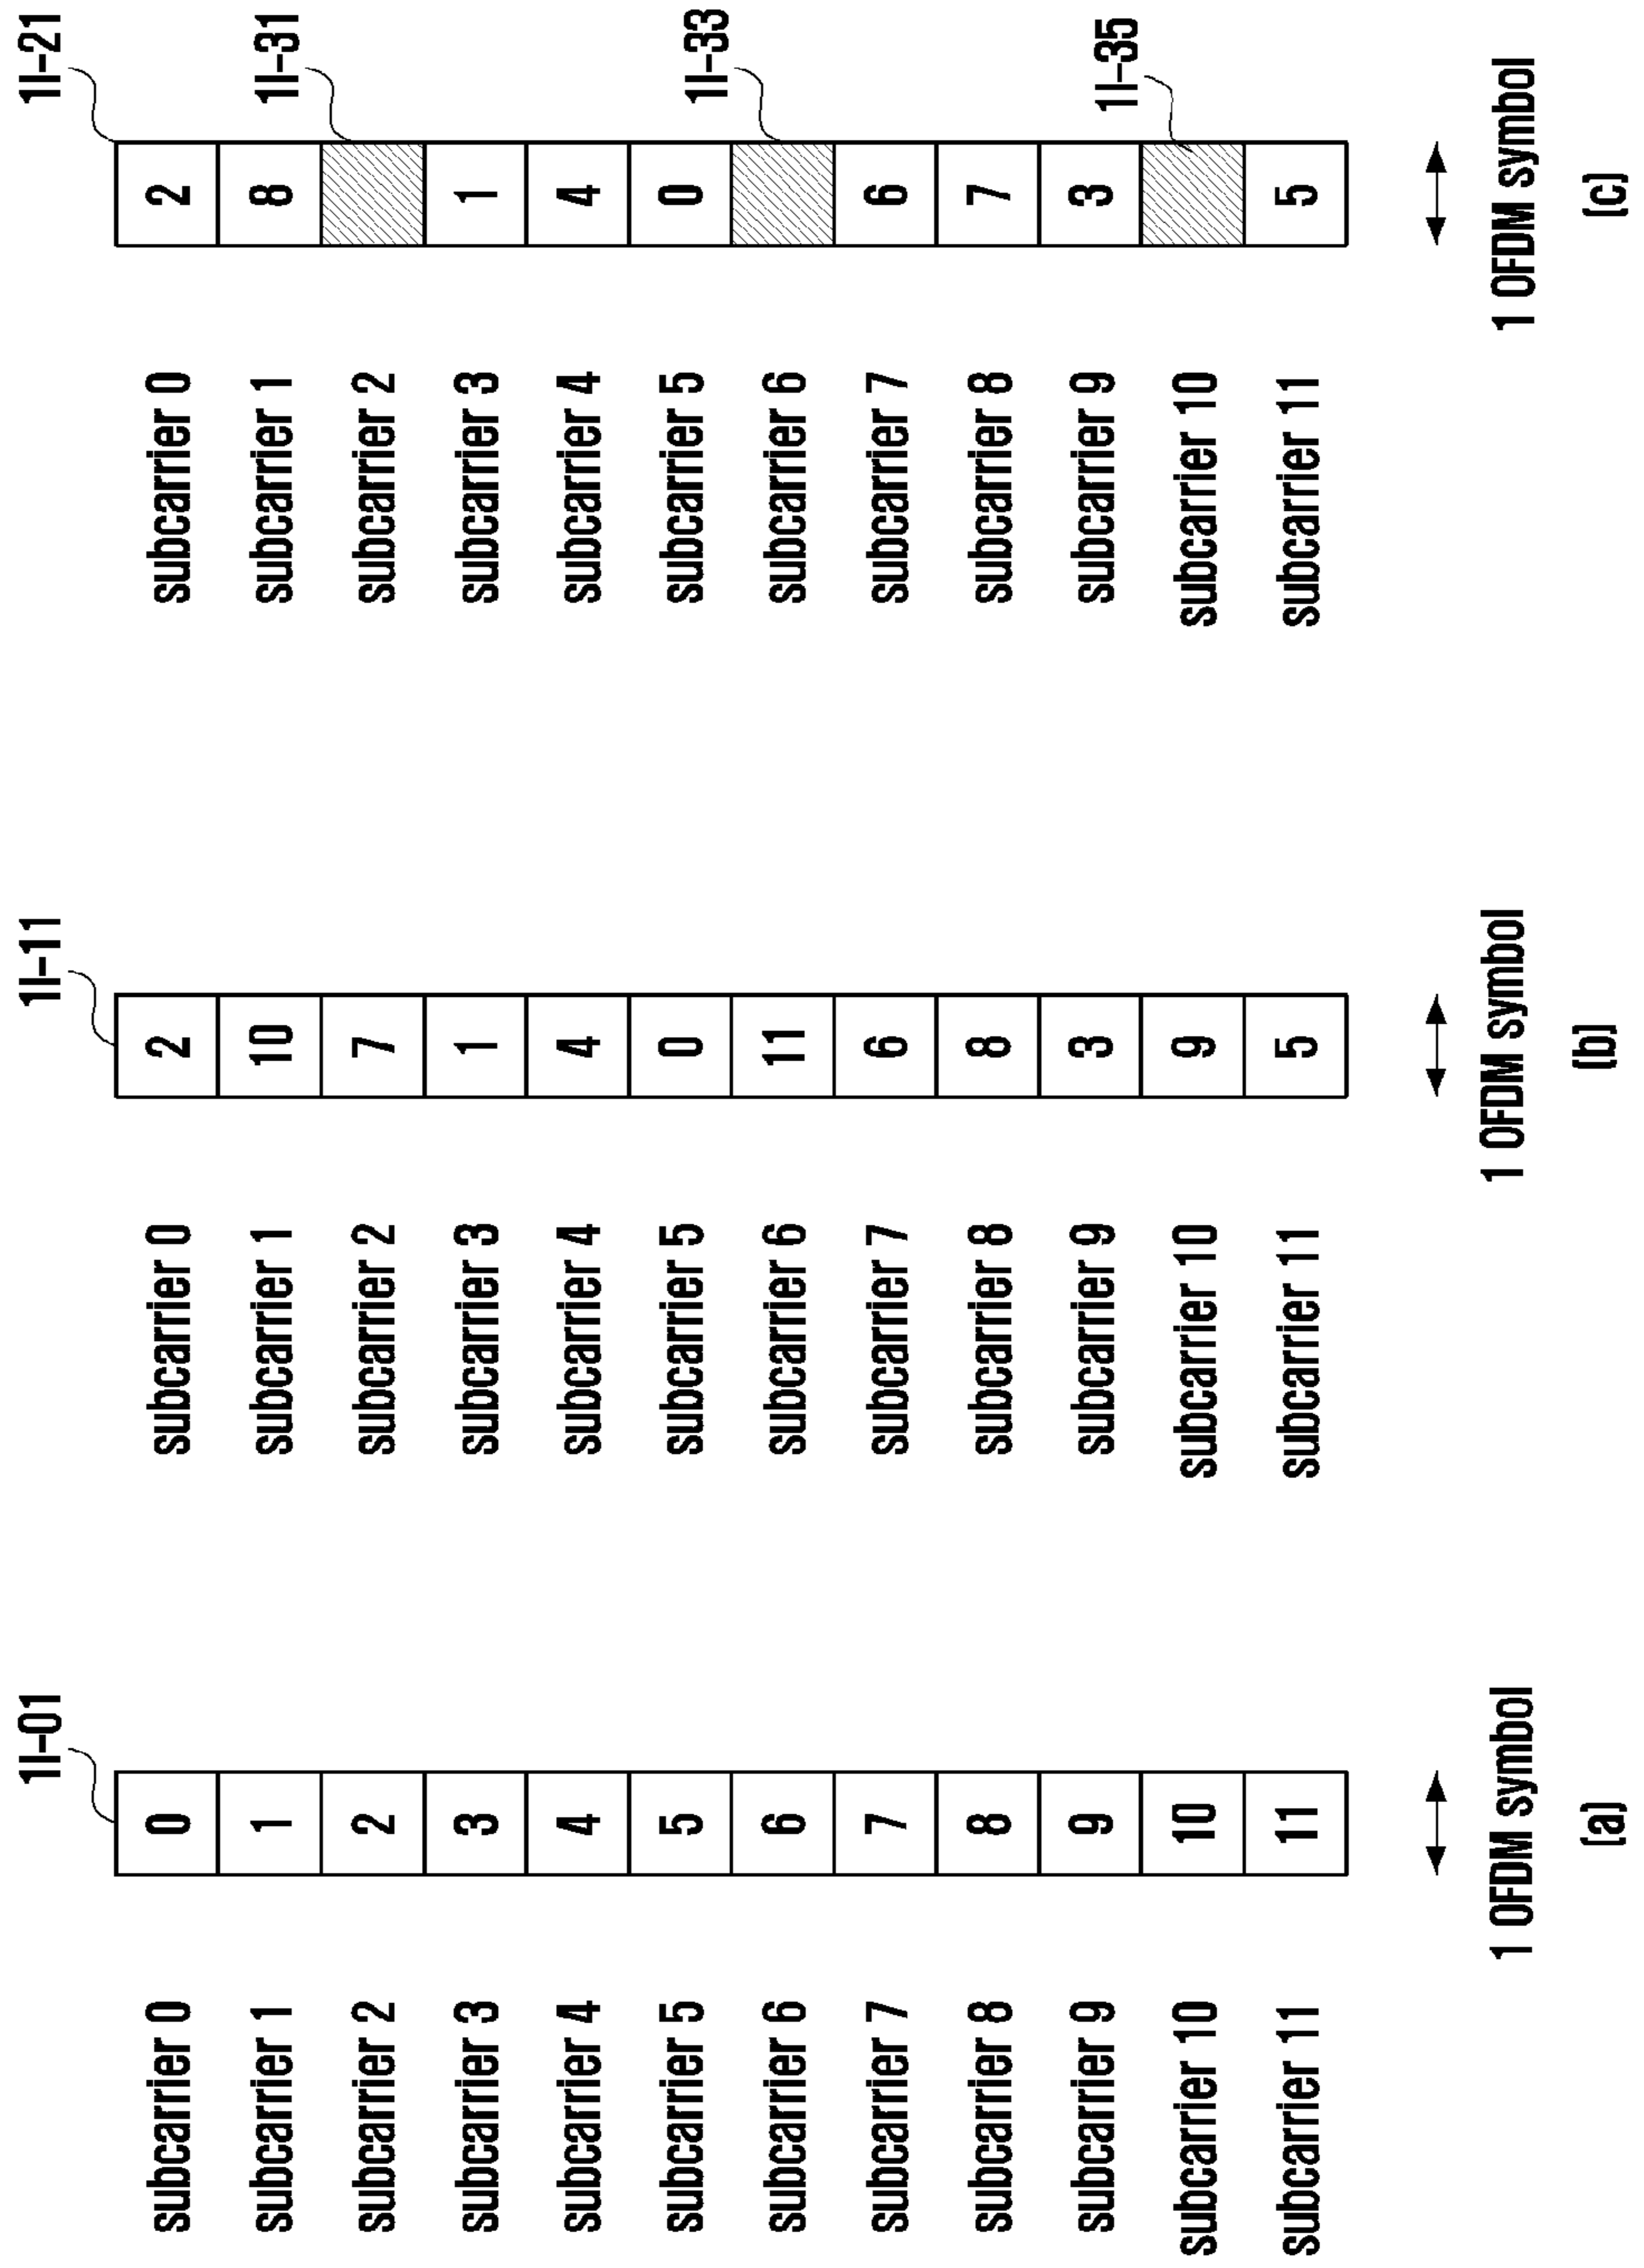 1I-01 1I-11 1I-21
subcarrier 0 0 subcarrier 0 2 subcarrier 0 2
subcarrier 1 1 subcarrier 1 10 subcarrier 1 8 1I-31
subcarrier 2 2 subcarrier 2 7 subcarrier 2
subcarrier 3 3 subcarrier 3 1 subcarrier 3 1
subcarrier 4 4 subcarrier 4 4 subcarrier 4 4
subcarrier 5 5 subcarrier 5 0 subcarrier 5 0 1I-33
subcarrier 6 6 subcarrier 6 11 subcarrier 6
subcarrier 7 7 subcarrier 7 6 subcarrier 7 6
subcarrier 8 8 subcarrier 8 8 subcarrier 8 7
subcarrier 9 9 subcarrier 9 3 subcarrier 9 3 1I-35
subcarrier 10 10 subcarrier 10 9 subcarrier 10
subcarrier 11 11 subcarrier 11 5 subcarrier 11 5
1 OFDM symbol 1 OFDM symbol 1 OFDM symbol
(a) (b) (c)